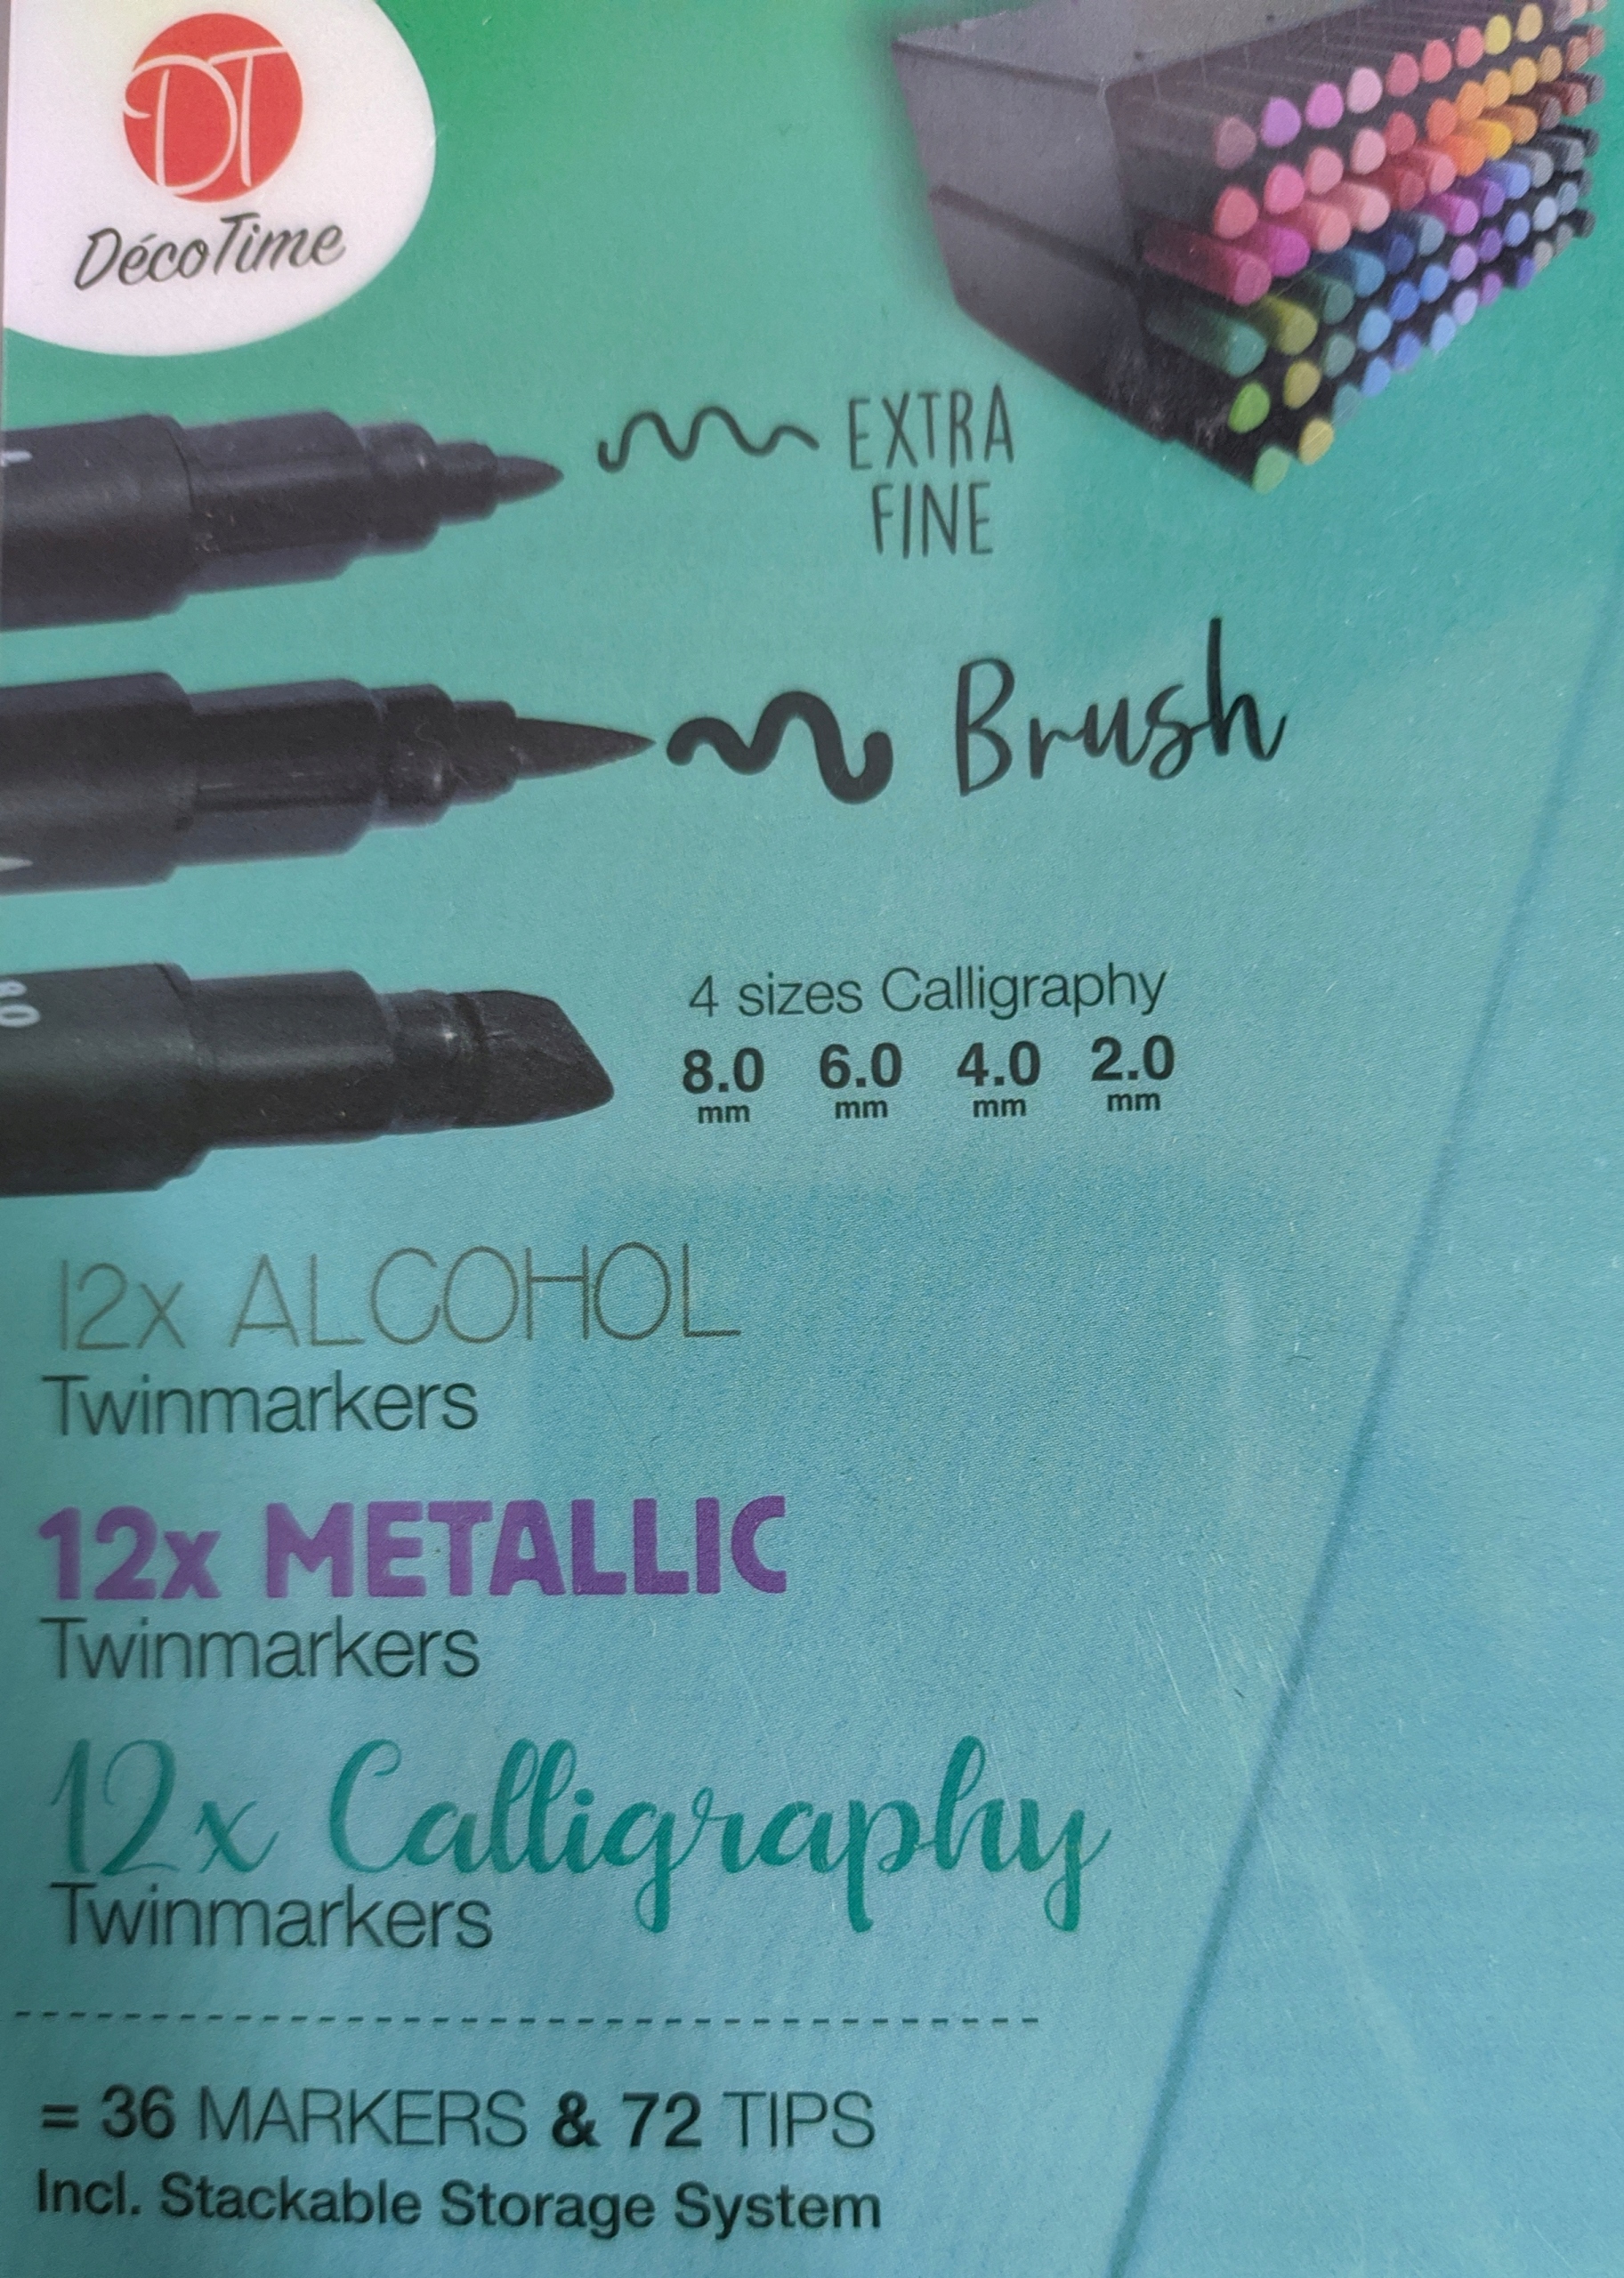 DT
DécoTime
EXTRA
FINE
Brush
4 sizes Calligraphy
8.0 6.0 4.0 2.0
mm mm mm mm
12x ALCOHOL
Twinmarkers
12x METALLIC
Twinmarkers
12x Calligraphy
Twinmarkers
= 36 MARKERS & 72 TIPS
Incl. Stackable Storage System